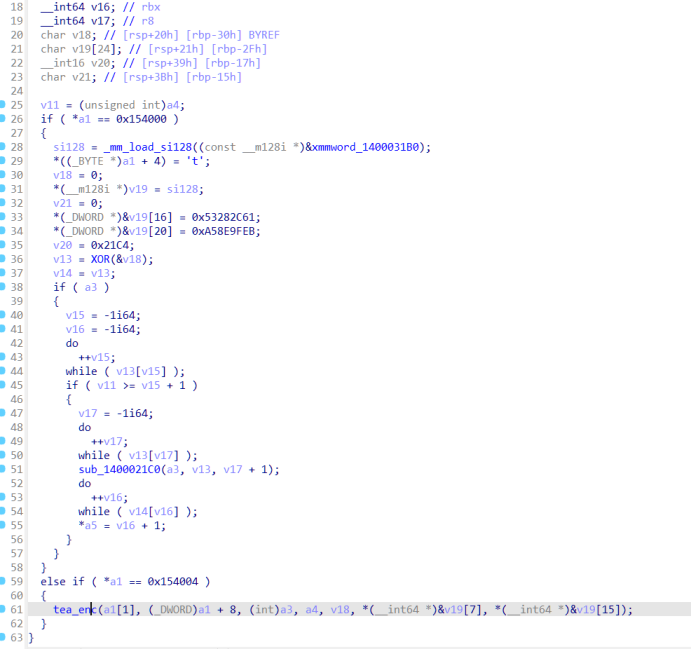 18 __int64 v16; // rbx
19 __int64 v17; // r8
20 char v18; // [rsp+20h] [rbp-30h] BYREF
21 char v19[24]; // [rsp+21h] [rbp-2Fh]
22 __int16 v20; // [rsp+39h] [rbp-17h]
23 char v21; // [rsp+3Bh] [rbp-15h]
24
25 v11 = (unsigned int)a4;
26 if ( *a1 == 0x154000 )
27 {
28 si128 = _mm_load_si128((const __m128i *)&xmmword_1400031B0);
29 *((_BYTE *)a1 + 4) = 't';
30 v18 = 0;
31 *(__m128i *)v19 = si128;
32 v21 = 0;
33 *(_DWORD *)&v19[16] = 0x53282C61;
34 *(_DWORD *)&v19[20] = 0xA58E9FEB;
35 v20 = 0x21C4;
36 v13 = XOR(&v18);
37 v14 = v13;
38 if ( a3 )
39 {
40 v15 = -1i64;
41 v16 = -1i64;
42 do
43 ++v15;
44 while ( v13[v15] );
45 if ( v11 >= v15 + 1 )
46 {
47 v17 = -1i64;
48 do
49 ++v17;
50 while ( v13[v17] );
51 sub_1400021C0(a3, v13, v17 + 1);
52 do
53 ++v16;
54 while ( v14[v16] );
55 *a5 = v16 + 1;
56 }
57 }
58 }
59 else if ( *a1 == 0x154004 )
60 {
61 tea_enc(a1[1], (_DWORD)a1 + 8, (int)a3, a4, v18, *(__int64 *)&v19[7], *(__int64 *)&v19[15]);
62 }
63 }